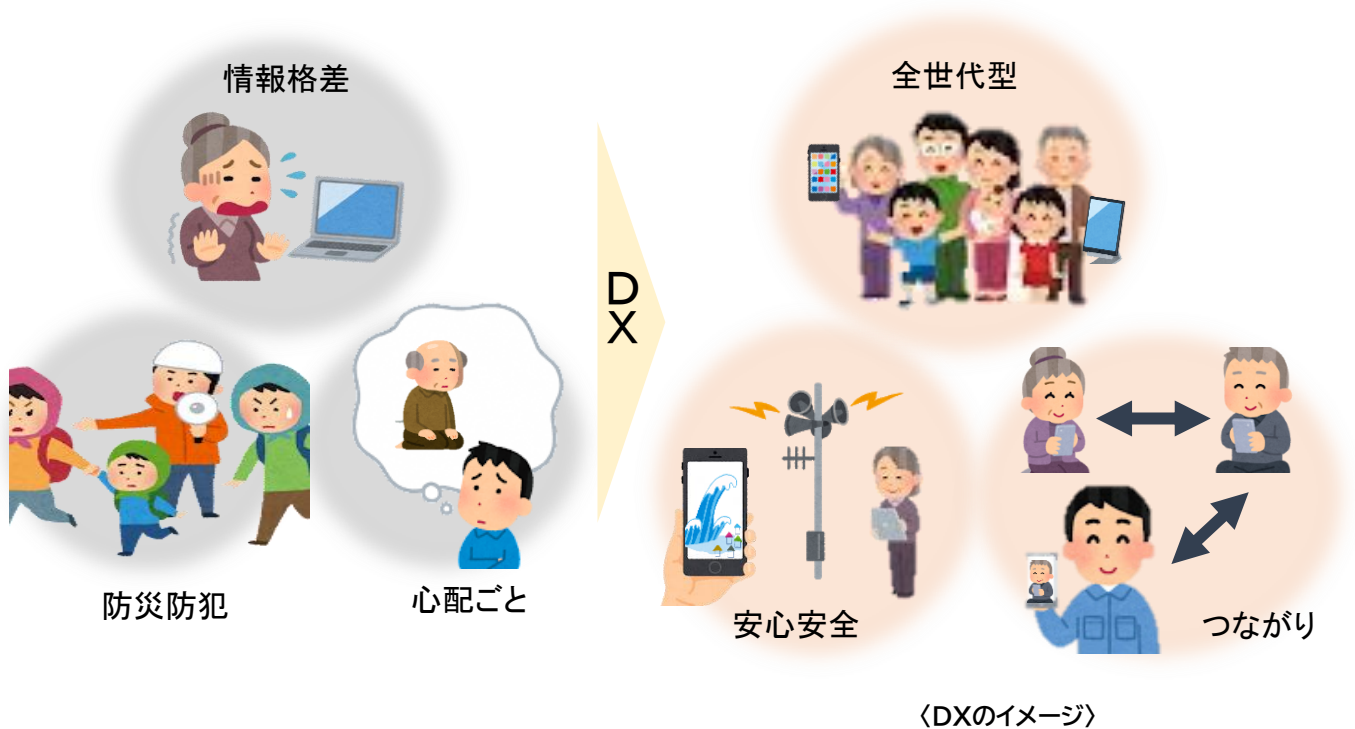 情報格差
防災防犯
心配ごと
D
X
全世代型
安心安全
つながり
〈DXのイメージ〉